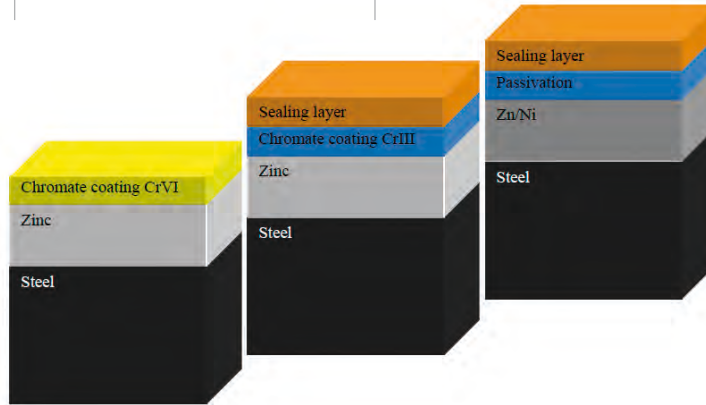 Chromate coating CrVI
Zinc
Steel
Sealing layer
Chromate coating CrIII
Zinc
Steel
Sealing layer
Passivation
Zn/Ni
Steel